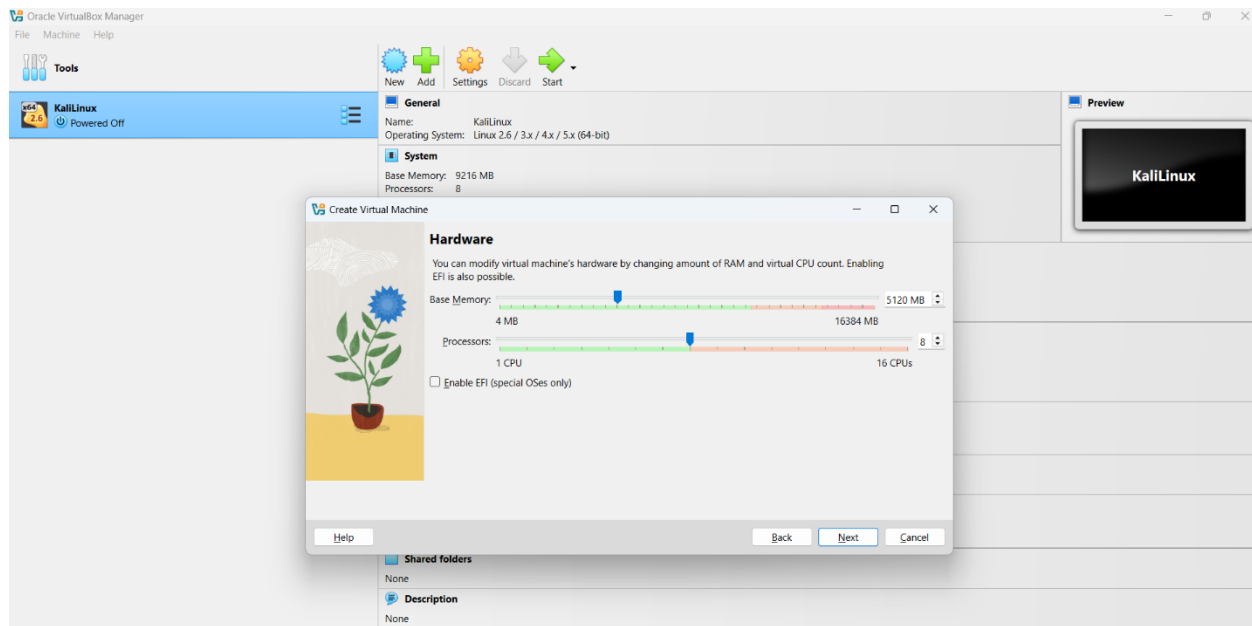 Oracle VirtualBox Manager
File Machine Help
Tools
New Add Settings Discard Start
x64
2.6
KaliLinux
Powered Off
General
Name: KaliLinux
Operating System: Linux 2.6 / 3.x / 4.x / 5.x (64-bit)
System
Base Memory: 9216 MB
Processors: 8
Preview
KaliLinux
Create Virtual Machine
Hardware
You can modify virtual machine's hardware by changing amount of RAM and virtual CPU count. Enabling
EFI is also possible.
Base Memory: 5120 MB
4 MB 16384 MB
Processors: 8
1 CPU 16 CPUs
Enable EFI (special OSes only)
Help Back Next Cancel
Shared folders
None
Description
None